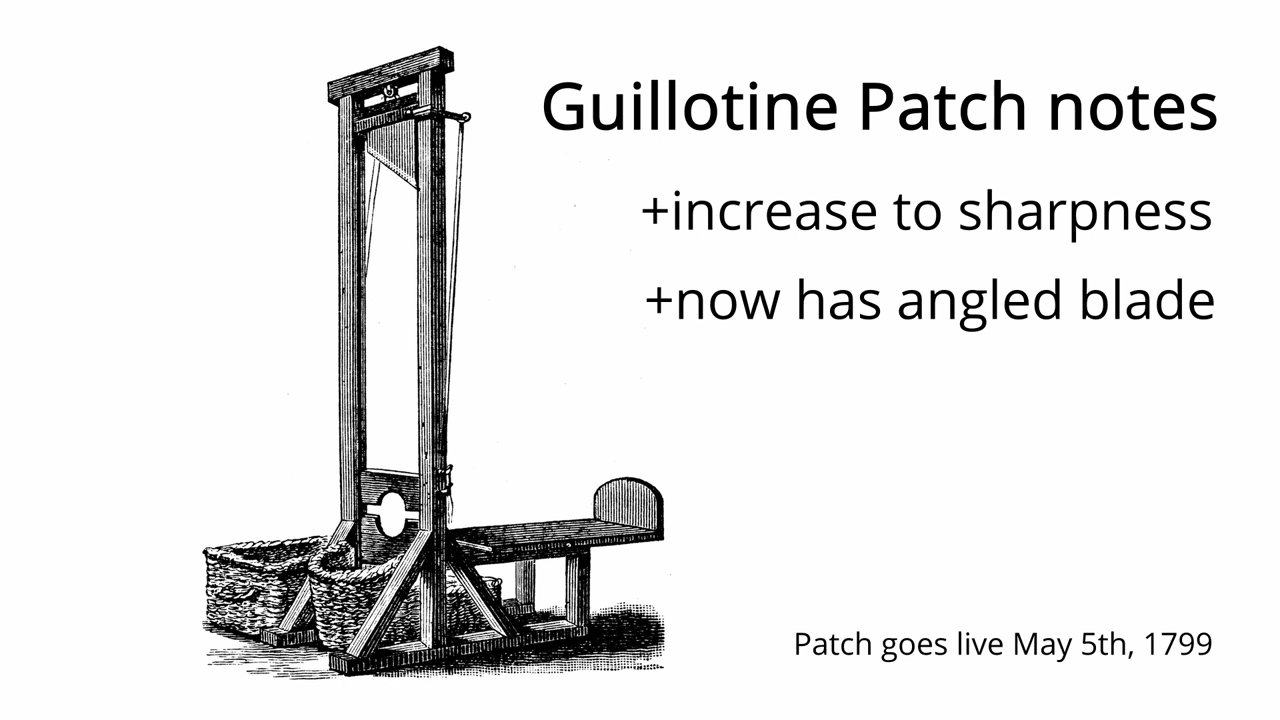 Guillotine Patch notes
+increase to sharpness
+now has angled blade
Patch goes live May 5th, 1799